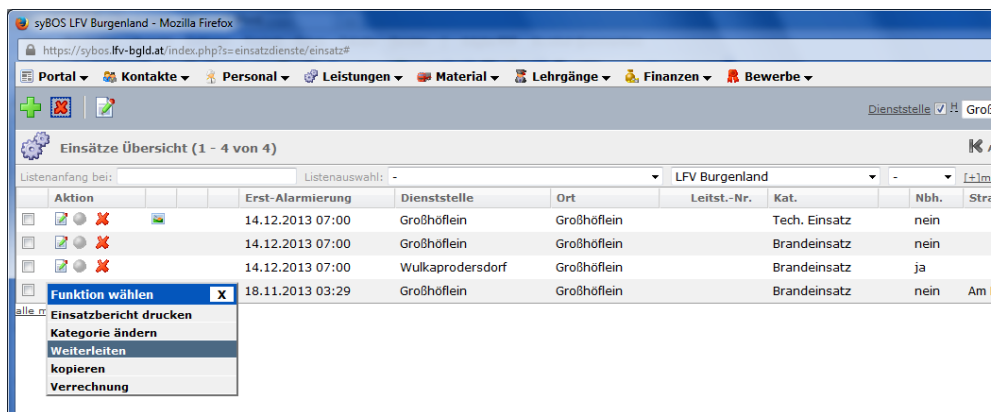 syBOS LFV Burgenland - Mozilla Firefox
https://sybos.lfv-bgld.at/index.php?s=einsatzdienste/einsatz#
Portal Kontakte Personal Leistungen Material Lehrgänge Finanzen Bewerbe
Dienststelle H Groß
Einsätze Übersicht (1 - 4 von 4)
Listenanfang bei: Listenauswahl: - LFV Burgenland - [+]m
Aktion Erst-Alarmierung Dienststelle Ort Leitst.-Nr. Kat. Nbh. Stra
14.12.2013 07:00 Großhöflein Großhöflein Tech. Einsatz nein
14.12.2013 07:00 Großhöflein Großhöflein Brandeinsatz nein
14.12.2013 07:00 Wulkaprodersdorf Großhöflein Brandeinsatz ja
18.11.2013 03:29 Großhöflein Großhöflein Brandeinsatz nein Am
alle m
Funktion wählen X
Einsatzbericht drucken
Kategorie ändern
Weiterleiten
kopieren
Verrechnung